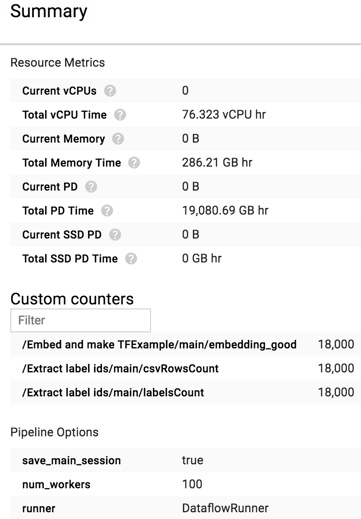 Summary
Resource Metrics
Current vCPUs ? 0
Total vCPU Time ? 76.323 vCPU hr
Current Memory ? 0 B
Total Memory Time ? 286.21 GB hr
Current PD ? 0 B
Total PD Time ? 19,080.69 GB hr
Current SSD PD ? 0 B
Total SSD PD Time ? 0 GB hr
Custom counters
Filter
/Embed and make TFExample/main/embedding_good 18,000
/Extract label ids/main/csvRowsCount 18,000
/Extract label ids/main/labelsCount 18,000
Pipeline Options
save_main_session true
num_workers 100
runner DataflowRunner